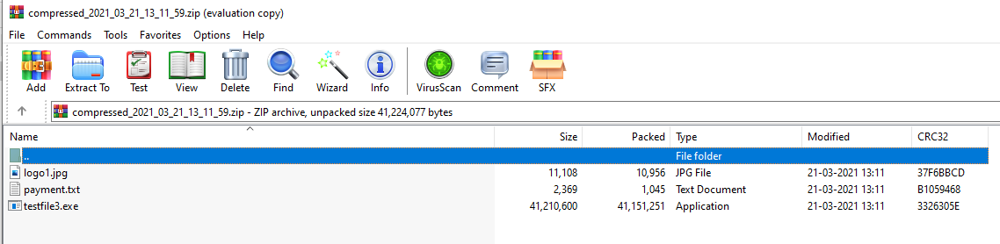 compressed_2021_03_21_13_11_59.zip (evaluation copy)
File Commands Tools Favorites Options Help
Add Extract To Test View Delete Find Wizard Info VirusScan Comment SFX
compressed_2021_03_21_13_11_59.zip - ZIP archive, unpacked size 41,224,077 bytes
Name Size Packed Type Modified CRC32
.. File folder
logo1.jpg 11,108 10,956 JPG File 21-03-2021 13:11 37F6BBCD
payment.txt 2,369 1,045 Text Document 21-03-2021 13:11 B1059468
testfile3.exe 41,210,600 41,151,251 Application 21-03-2021 13:11 3326305E